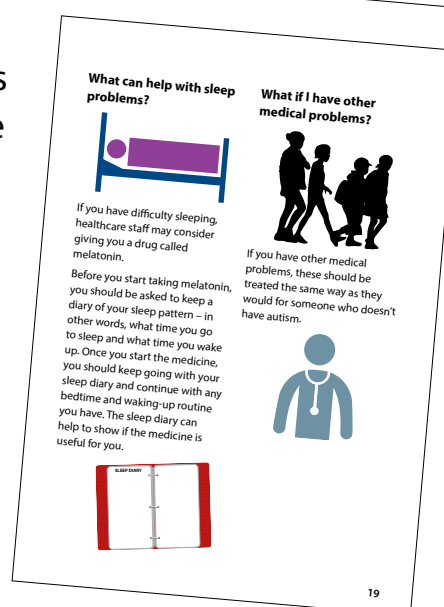 s
e
What can help with sleep
problems?
If you have difficulty sleeping,
healthcare staff may consider
giving you a drug called
melatonin.
Before you start taking melatonin,
you should be asked to keep a
diary of your sleep pattern – in
other words, what time you go
to sleep and what time you wake
up. Once you start the medicine,
you should keep going with your
sleep diary and continue with any
bedtime and waking-up routine
you have. The sleep diary can
help to show if the medicine is
useful for you.
SLEEP DIARY
What if I have other
medical problems?
If you have other medical
problems, these should be
treated the same way as they
would for someone who doesn’t
have autism.
19